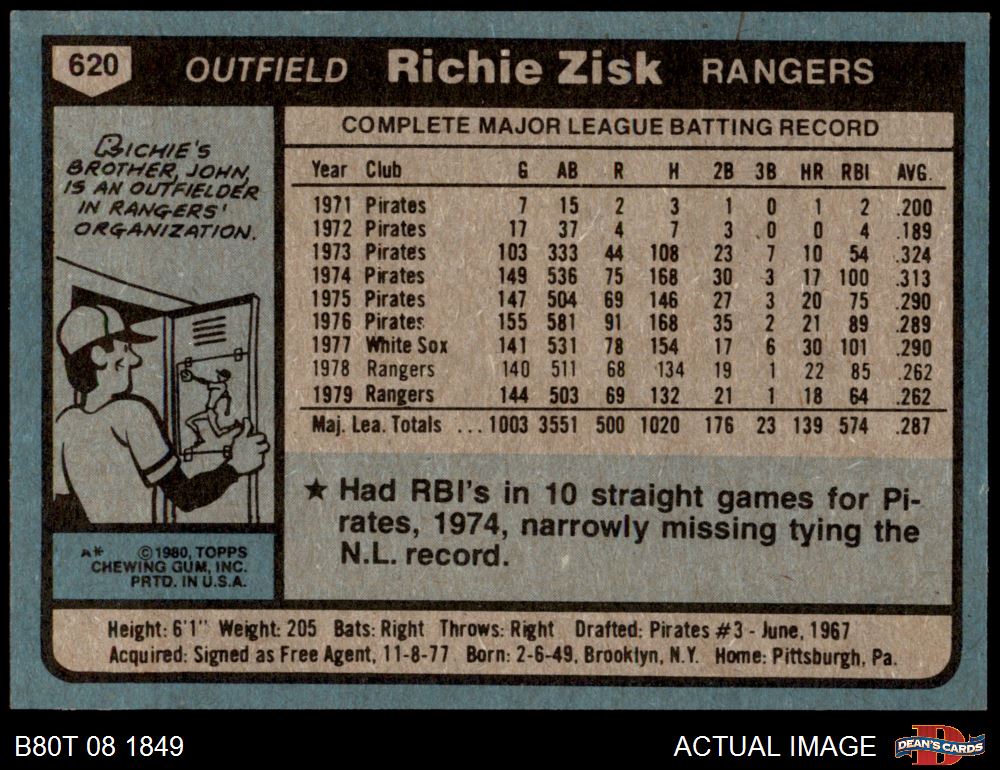 620 OUTFIELD Richie Zisk RANGERS
RICHIE'S
BROTHER, JOHN,
IS AN OUTFIELDER
IN RANGERS'
ORGANIZATION.
A* ©1980, TOPPS
CHEWING GUM, INC.
PRTD. IN U.S.A.
COMPLETE MAJOR LEAGUE BATTING RECORD
Year Club G AB R H 2B 3B HR RBI AVG.
1971 Pirates 7 15 2 3 1 0 1 2 .200
1972 Pirates 17 37 4 7 3 0 0 4 .189
1973 Pirates 103 333 44 108 23 7 10 54 .324
1974 Pirates 149 536 75 168 30 3 17 100 .313
1975 Pirates 147 504 69 146 27 3 20 75 .290
1976 Pirates 155 581 91 168 35 2 21 89 .289
1977 White Sox 141 531 78 154 17 6 30 101 .290
1978 Rangers 140 511 68 134 19 1 22 85 .262
1979 Rangers 144 503 69 132 21 1 18 64 .262
Maj. Lea. Totals ... 1003 3551 500 1020 176 23 139 574 .287
★ Had RBI's in 10 straight games for Pi-
rates, 1974, narrowly missing tying the
N.L. record.
Height: 6'1" Weight: 205 Bats: Right Throws: Right Drafted: Pirates #3 - June, 1967
Acquired: Signed as Free Agent, 11-8-77 Born: 2-6-49, Brooklyn, N.Y. Home: Pittsburgh, Pa.
B80T 08 1849 ACTUAL IMAGE D DEAN'S CARDS